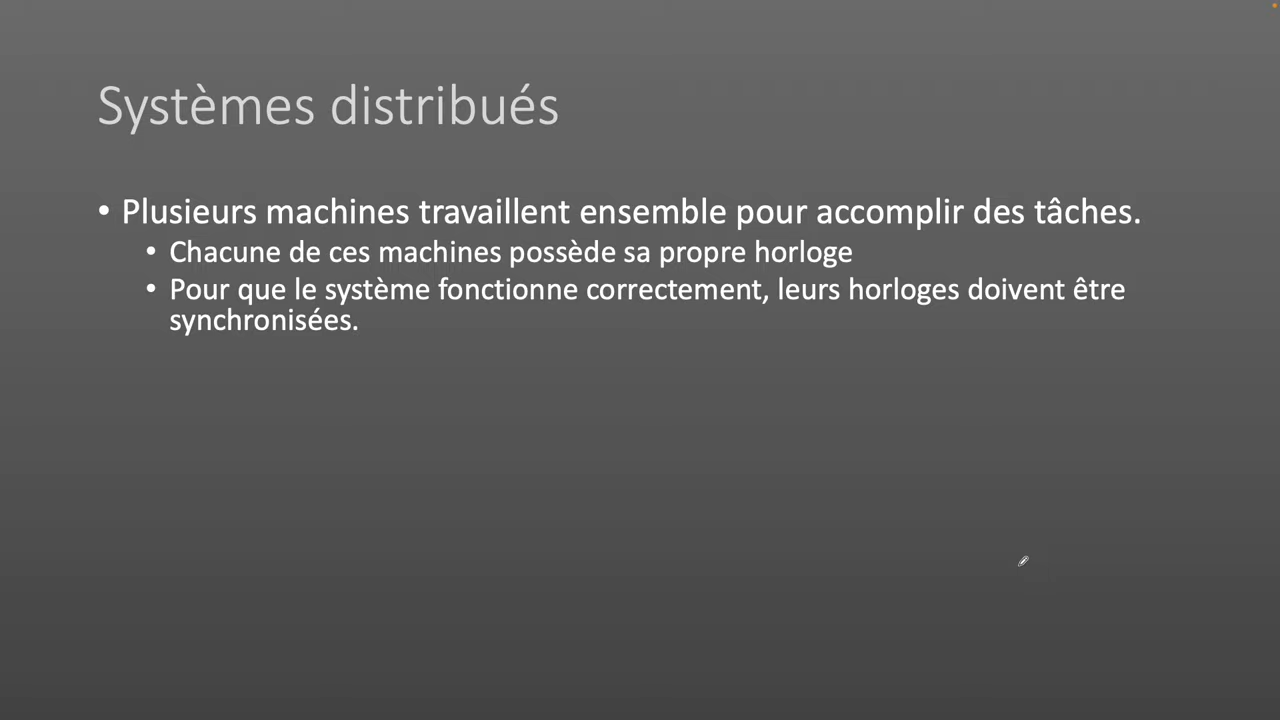 Systèmes distribués
• Plusieurs machines travaillent ensemble pour accomplir des tâches.
• Chacune de ces machines possède sa propre horloge
• Pour que le système fonctionne correctement, leurs horloges doivent être
synchronisées.